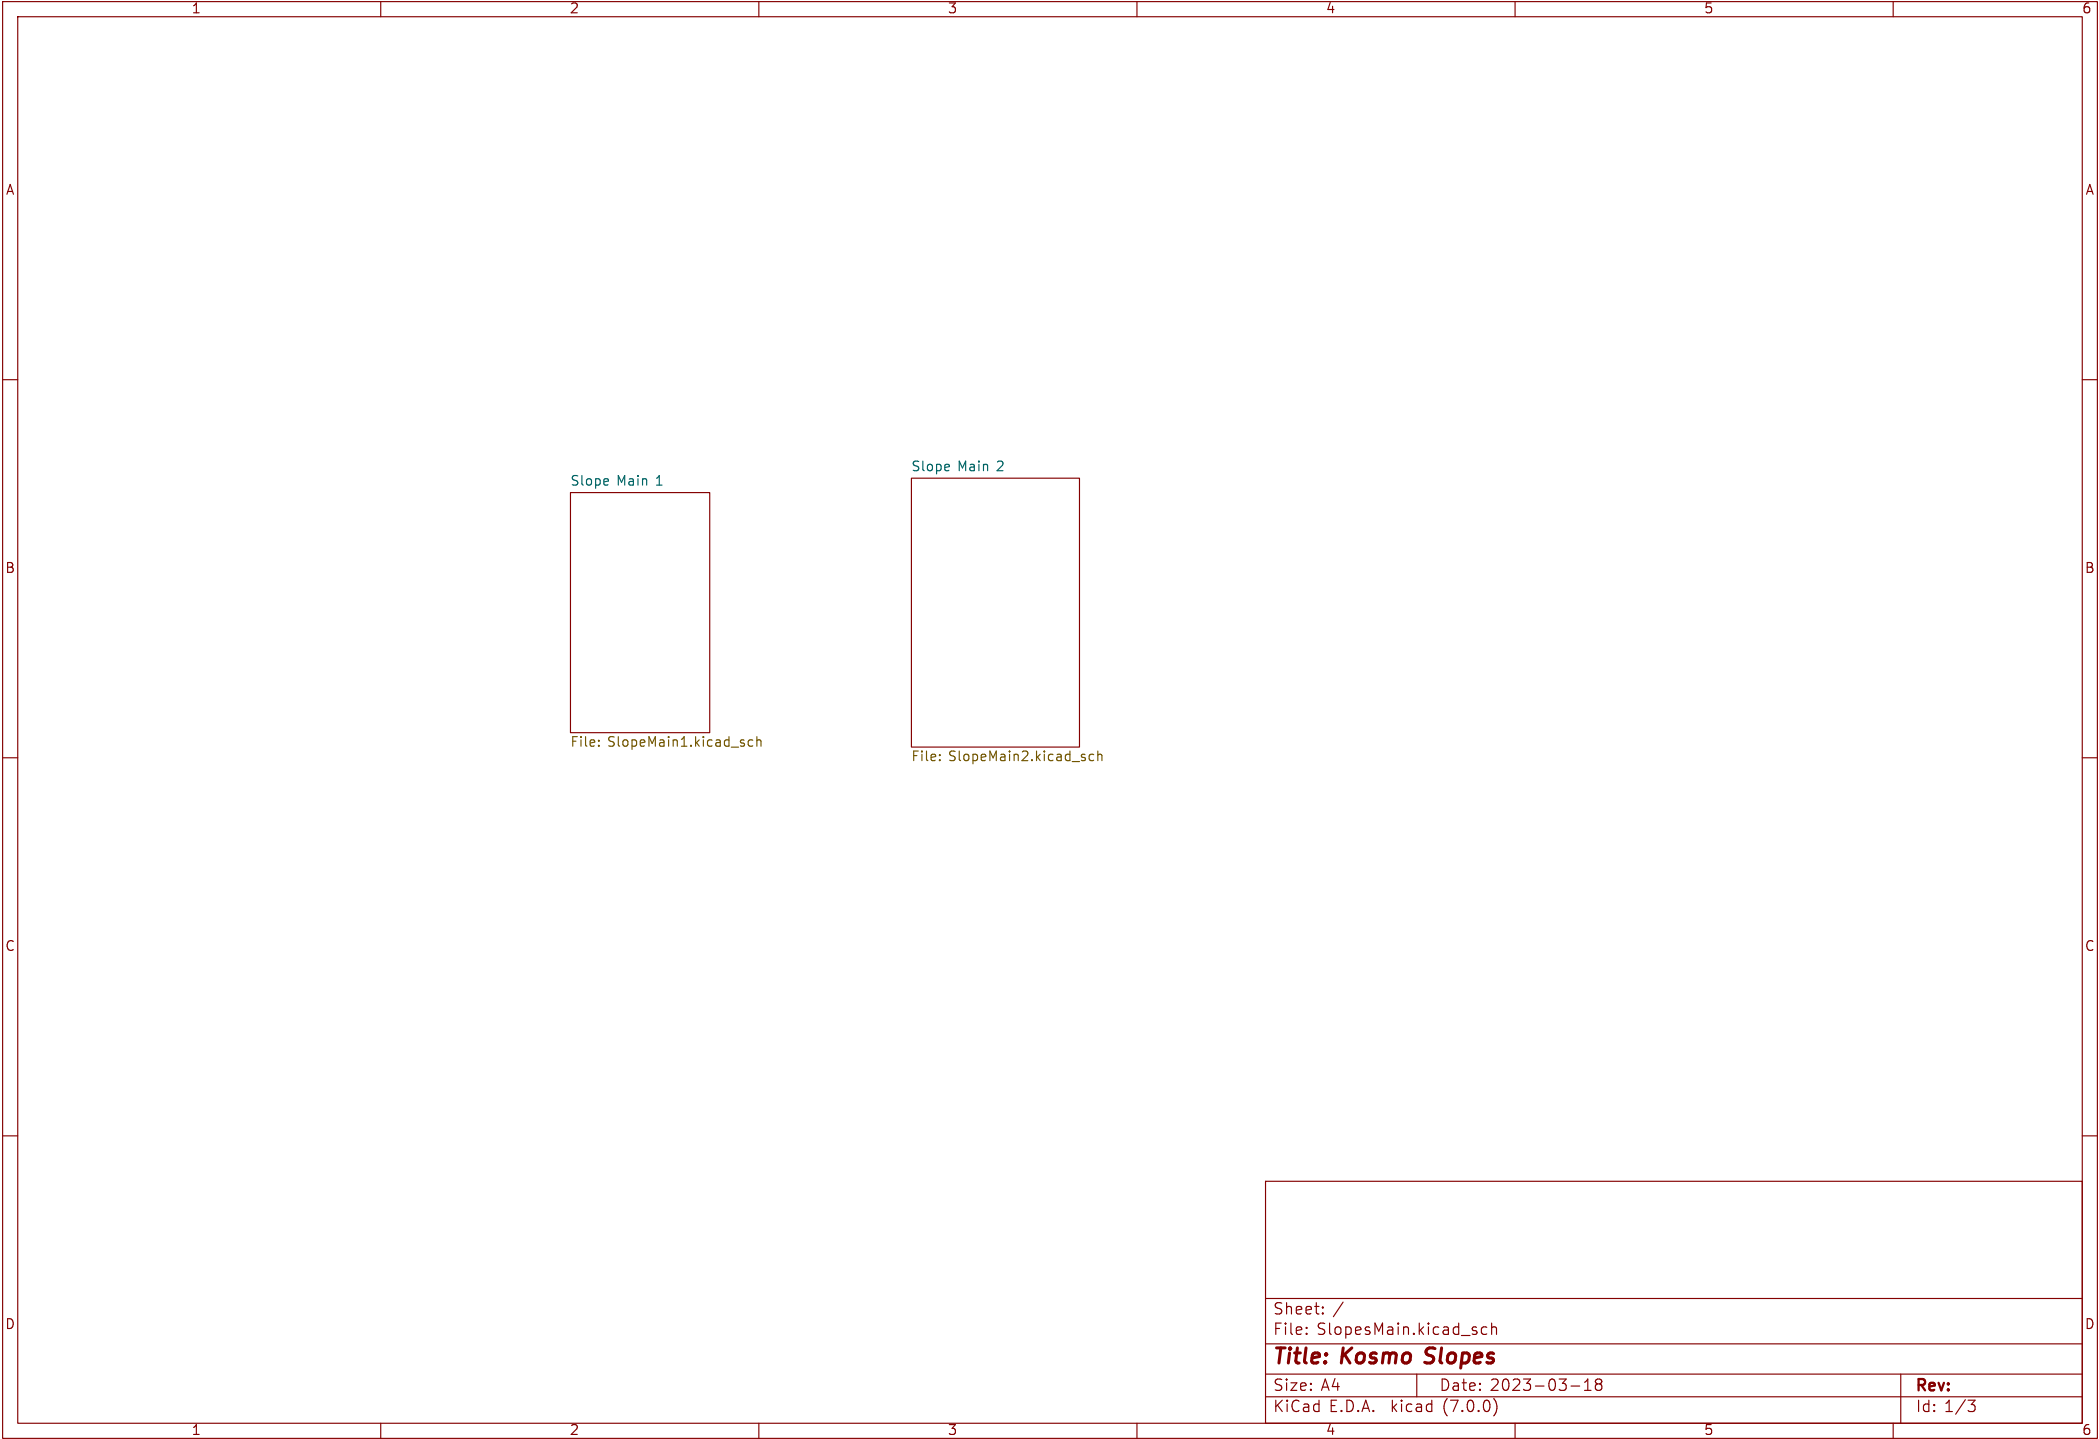 1 2 3 4 5 6
A A
Slope Main 2
Slope Main 1
B B
File: SlopeMain1.kicad_sch
File: SlopeMain2.kicad_sch
C C
Sheet: /
D D
File: SlopesMain.kicad_sch
Title: Kosmo Slopes
Size: A4 Date: 2023-03-18 Rev:
KiCad E.D.A. kicad (7.0.0) Id: 1/3
1 2 3 4 5 6